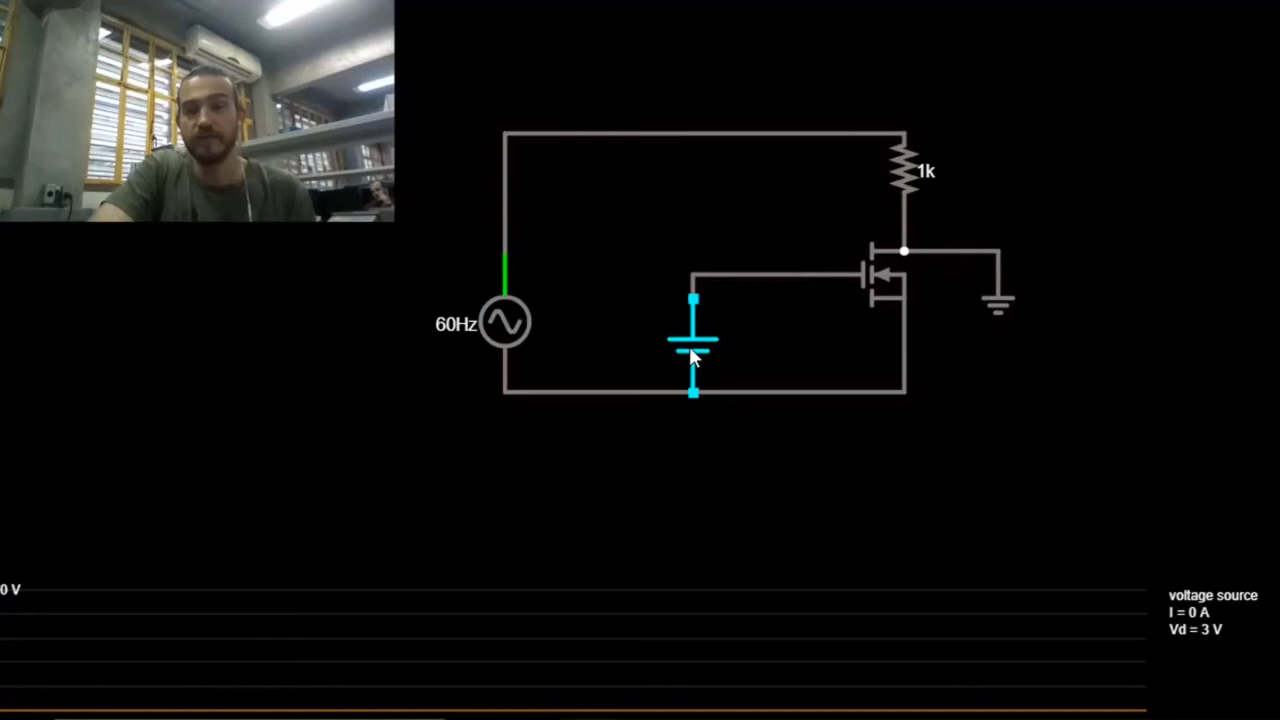 1k
60Hz
0 V
voltage source
I = 0 A
Vd = 3 V